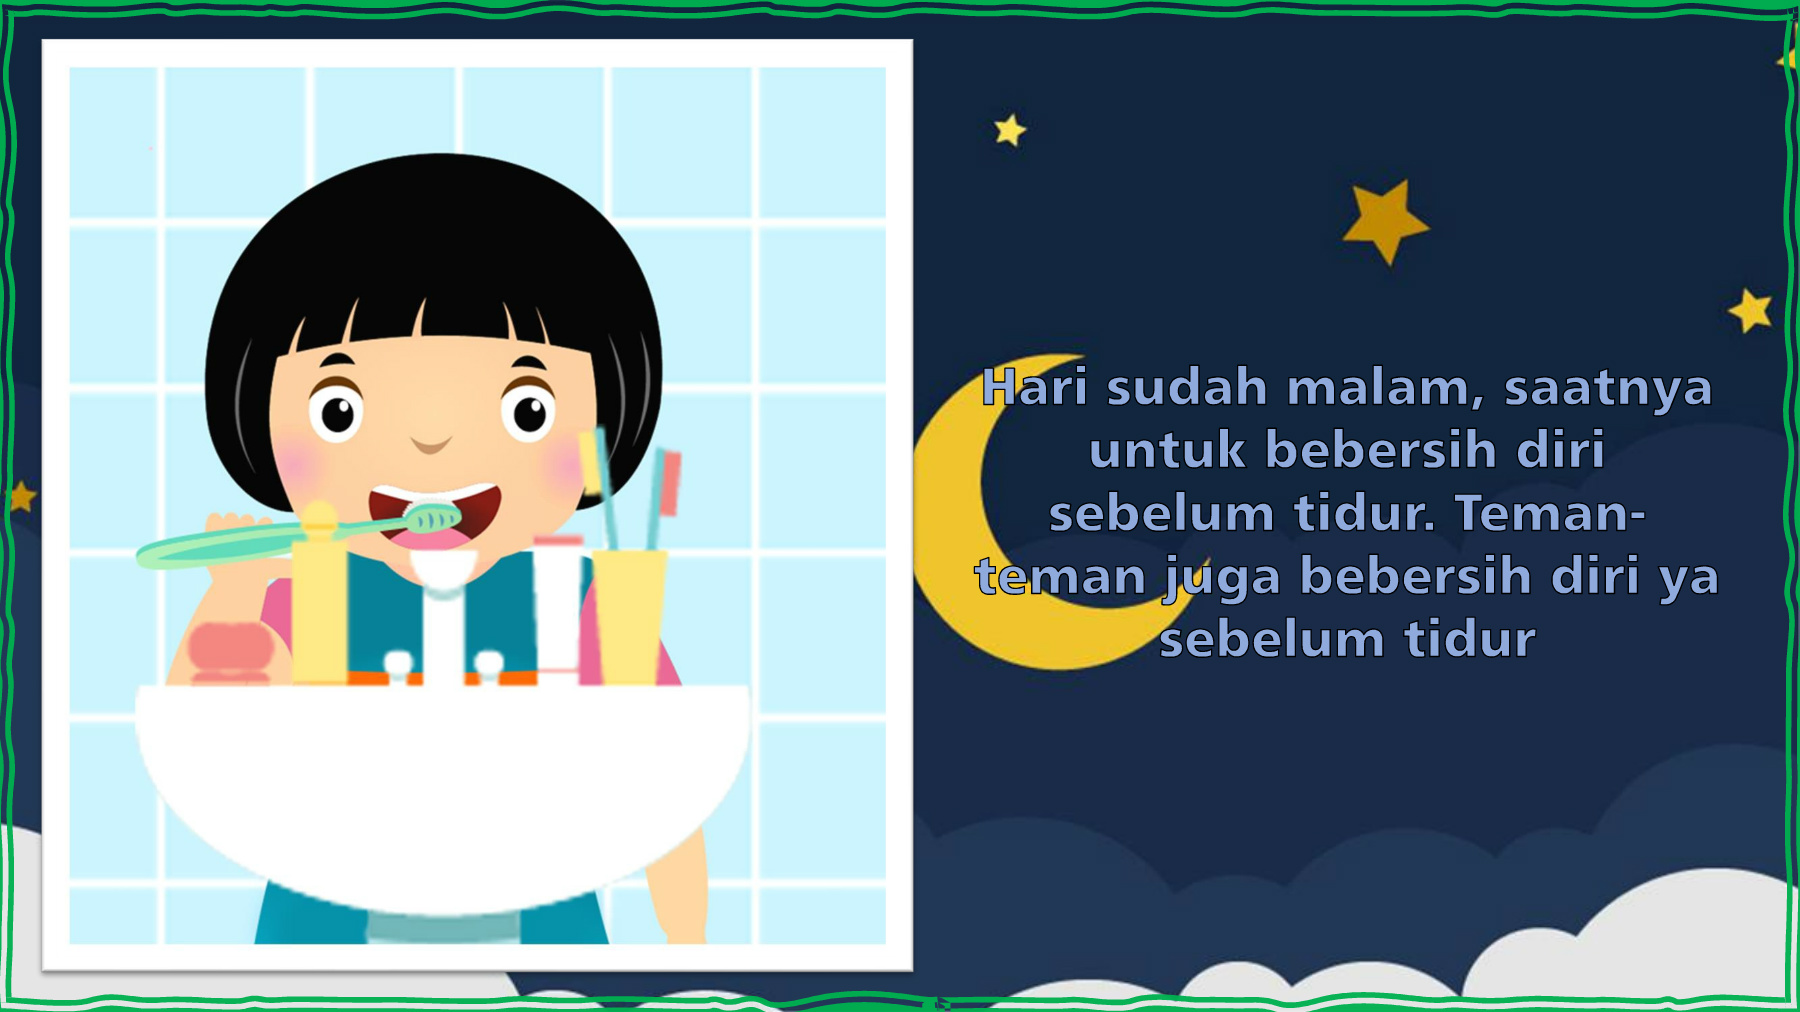 Hari sudah malam, saatnya
untuk bebersih diri
sebelum tidur. Teman-
teman juga bebersih diri ya
sebelum tidur